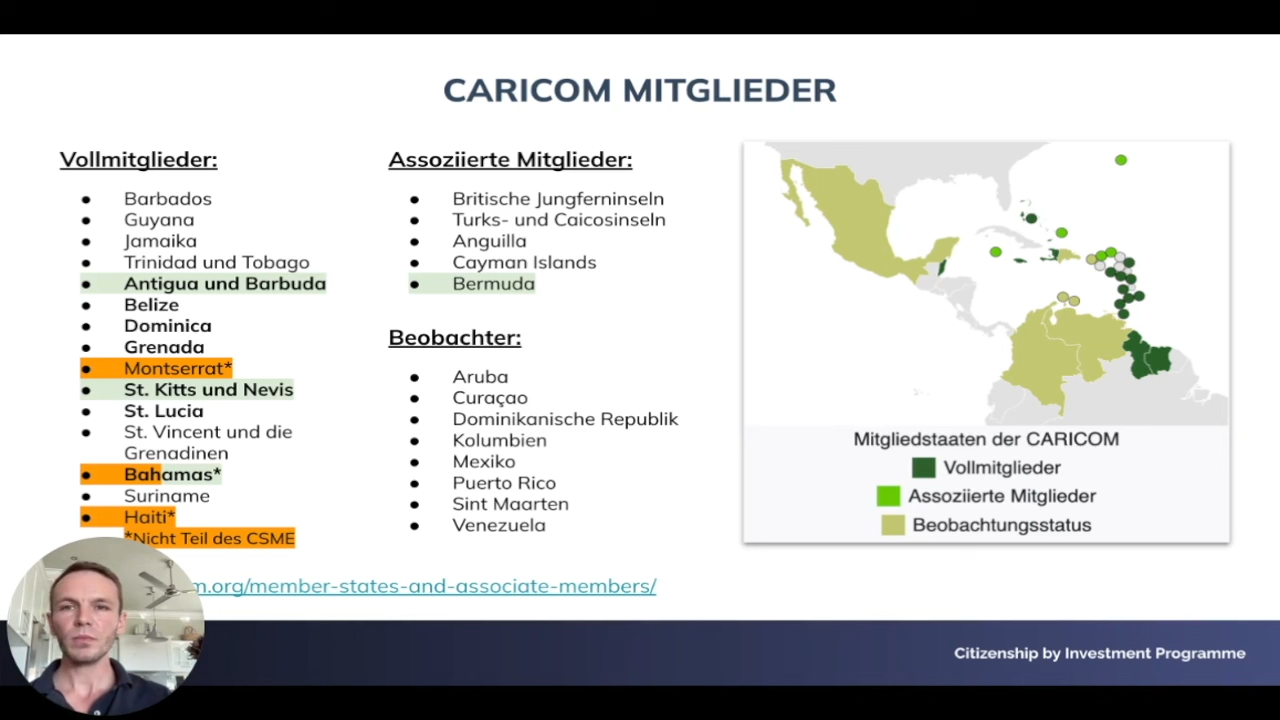 CARICOM MITGLIEDER
Vollmitglieder:
● Barbados
● Guyana
● Jamaika
● Trinidad und Tobago
● Antigua und Barbuda
● Belize
● Dominica
● Grenada
● Montserrat*
● St. Kitts und Nevis
● St. Lucia
● St. Vincent und die
Grenadinen
● Bahamas*
● Suriname
● Haiti*
*Nicht Teil des CSME
Assoziierte Mitglieder:
● Britische Jungferninseln
● Turks- und Caicosinseln
● Anguilla
● Cayman Islands
● Bermuda
Beobachter:
● Aruba
● Curaçao
● Dominikanische Republik
● Kolumbien
● Mexiko
● Puerto Rico
● Sint Maarten
● Venezuela
Mitgliedstaaten der CARICOM
Vollmitglieder
Assoziierte Mitglieder
Beobachtungsstatus
m.org/member-states-and-associate-members/
Citizenship by Investment Programme